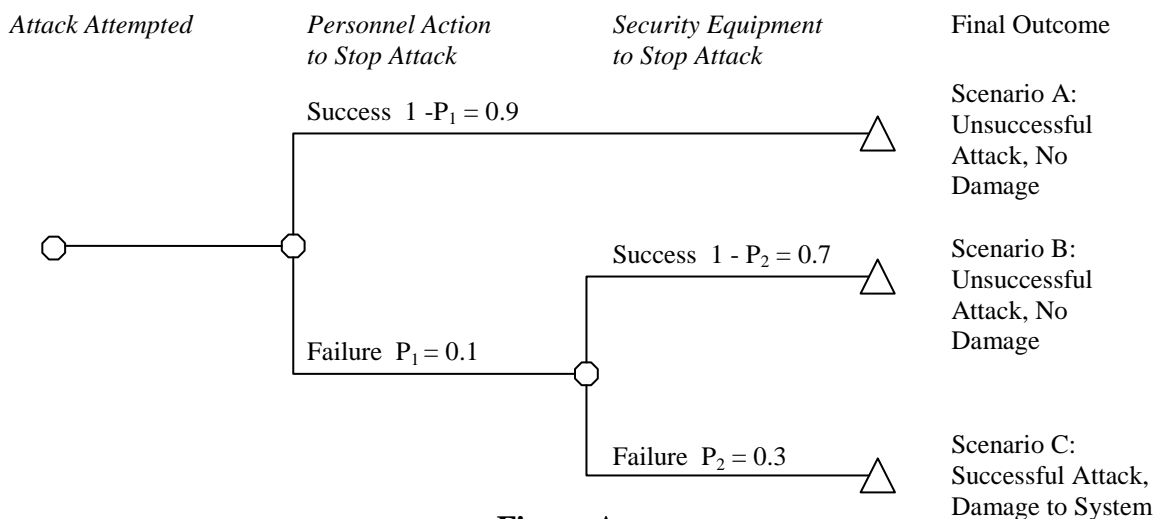 Attack Attempted
Personnel Action
to Stop Attack
Security Equipment
to Stop Attack
Final Outcome
Success 1 -P₁ = 0.9
Scenario A:
Unsuccessful
Attack, No
Damage
Success 1 - P₂ = 0.7
Scenario B:
Unsuccessful
Attack, No
Damage
Failure P₁ = 0.1
Failure P₂ = 0.3
Scenario C:
Successful Attack,
Damage to System